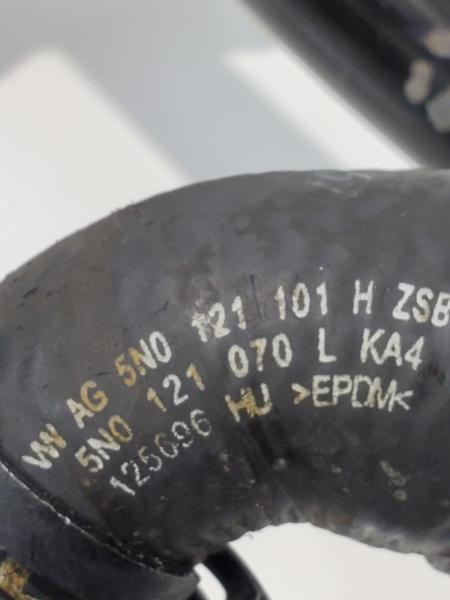 VW AG 5N0 121 101 H ZSB
5N0 121 070 L KA4
125096 HU >EPDM<